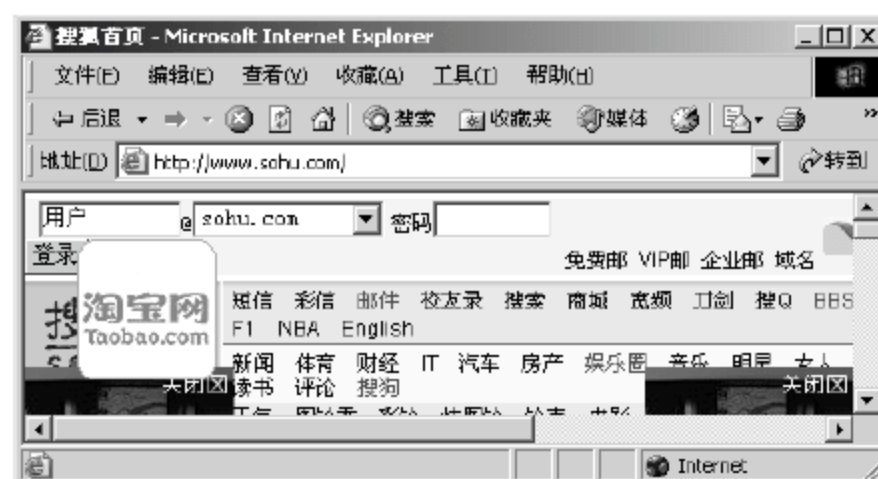 搜狐首页 - Microsoft Internet Explorer
文件(F) 编辑(E) 查看(V) 收藏(A) 工具(T) 帮助(H)
后退 搜索 收藏夹 媒体 »
地址(D) http://www.sohu.com/ 转到
用户 @ sohu.com 密码
登录 免费邮 VIP邮 企业邮 域名
淘宝网
Taobao.com
搜
短信 彩信 邮件 校友录 搜索 商城 宽频 刀剑 搜Q BBS
F1 NBA English
新闻 体育 财经 IT 汽车 房产 娱乐圈 音乐 明星 女人
关闭 读书 评论 搜狗 关闭
Internet